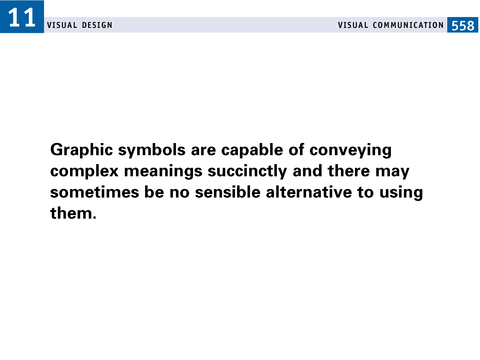 11
VISUAL DESIGN
VISUAL COMMUNICATION
558
Graphic symbols are capable of conveying
complex meanings succinctly and there may
sometimes be no sensible alternative to using
them.